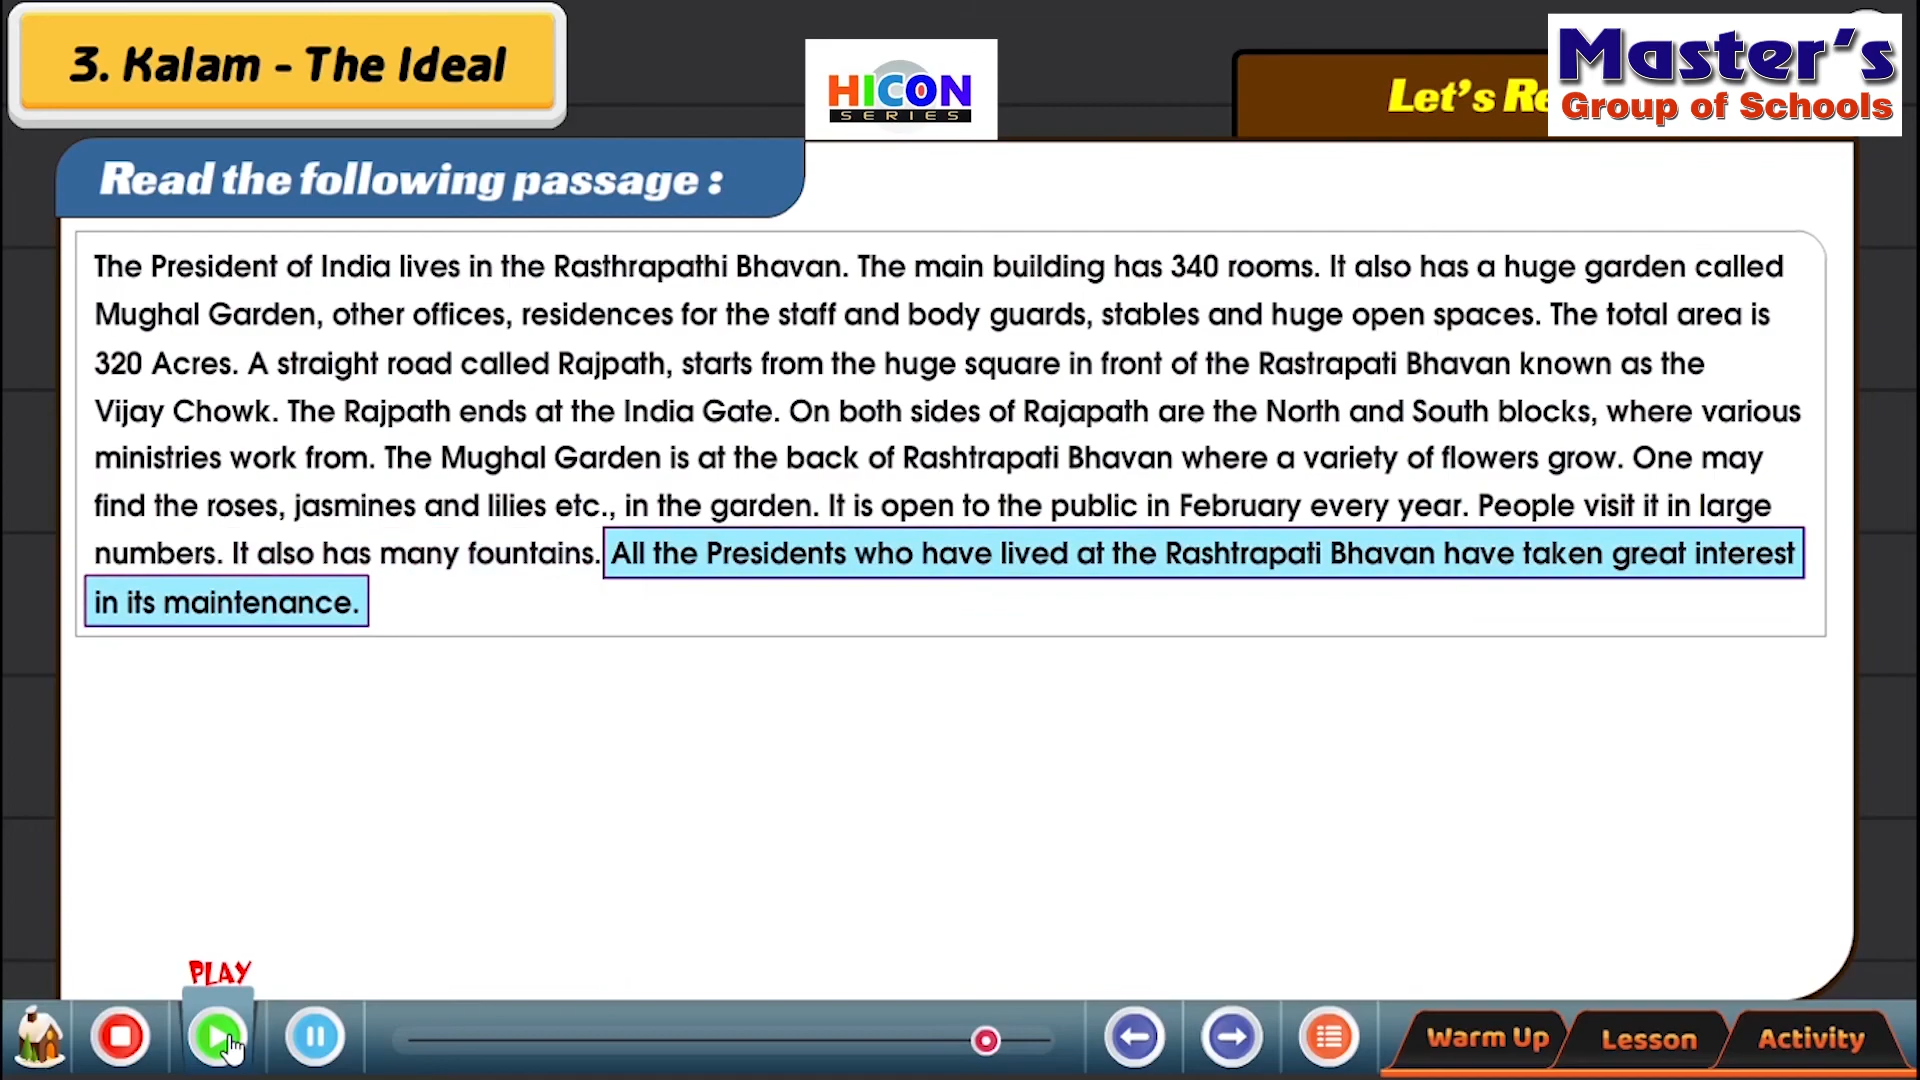 3. Kalam - The Ideal
HICON
SERIES
Let's Re
Master's
Group of Schools
Read the following passage :
The President of India lives in the Rasthrapathi Bhavan. The main building has 340 rooms. It also has a huge garden called
Mughal Garden, other offices, residences for the staff and body guards, stables and huge open spaces. The total area is
320 Acres. A straight road called Rajpath, starts from the huge square in front of the Rastrapati Bhavan known as the
Vijay Chowk. The Rajpath ends at the India Gate. On both sides of Rajapath are the North and South blocks, where various
ministries work from. The Mughal Garden is at the back of Rashtrapati Bhavan where a variety of flowers grow. One may
find the roses, jasmines and lilies etc., in the garden. It is open to the public in February every year. People visit it in large
numbers. It also has many fountains. All the Presidents who have lived at the Rashtrapati Bhavan have taken great interest
in its maintenance.
PLAY
Warm Up
Lesson
Activity